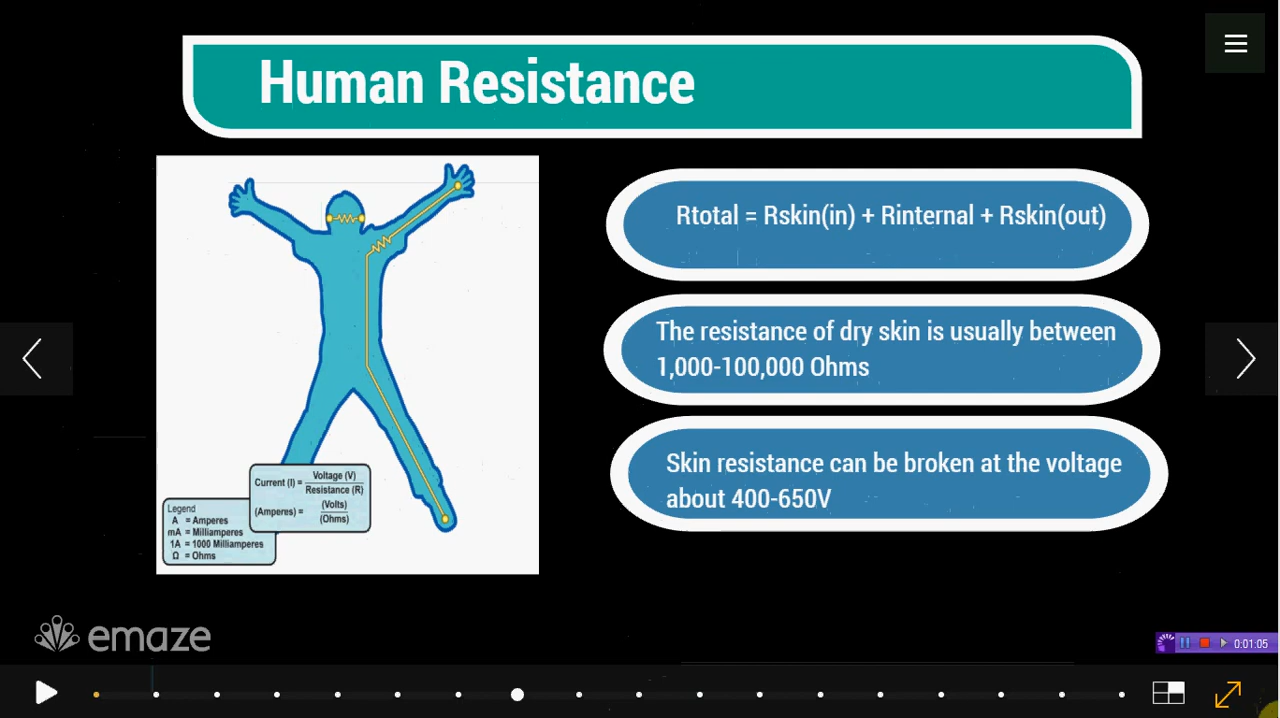 Human Resistance
Rtotal = Rskin(in) + Rinternal + Rskin(out)
The resistance of dry skin is usually between
1,000-100,000 Ohms
Skin resistance can be broken at the voltage
about 400-650V
Current (I) = Voltage (V)
Resistance (R)
(Amperes) = (Volts)
(Ohms)
Legend
A = Amperes
mA = Milliamperes
1A = 1000 Milliamperes
Ω = Ohms
emaze
0:01:05